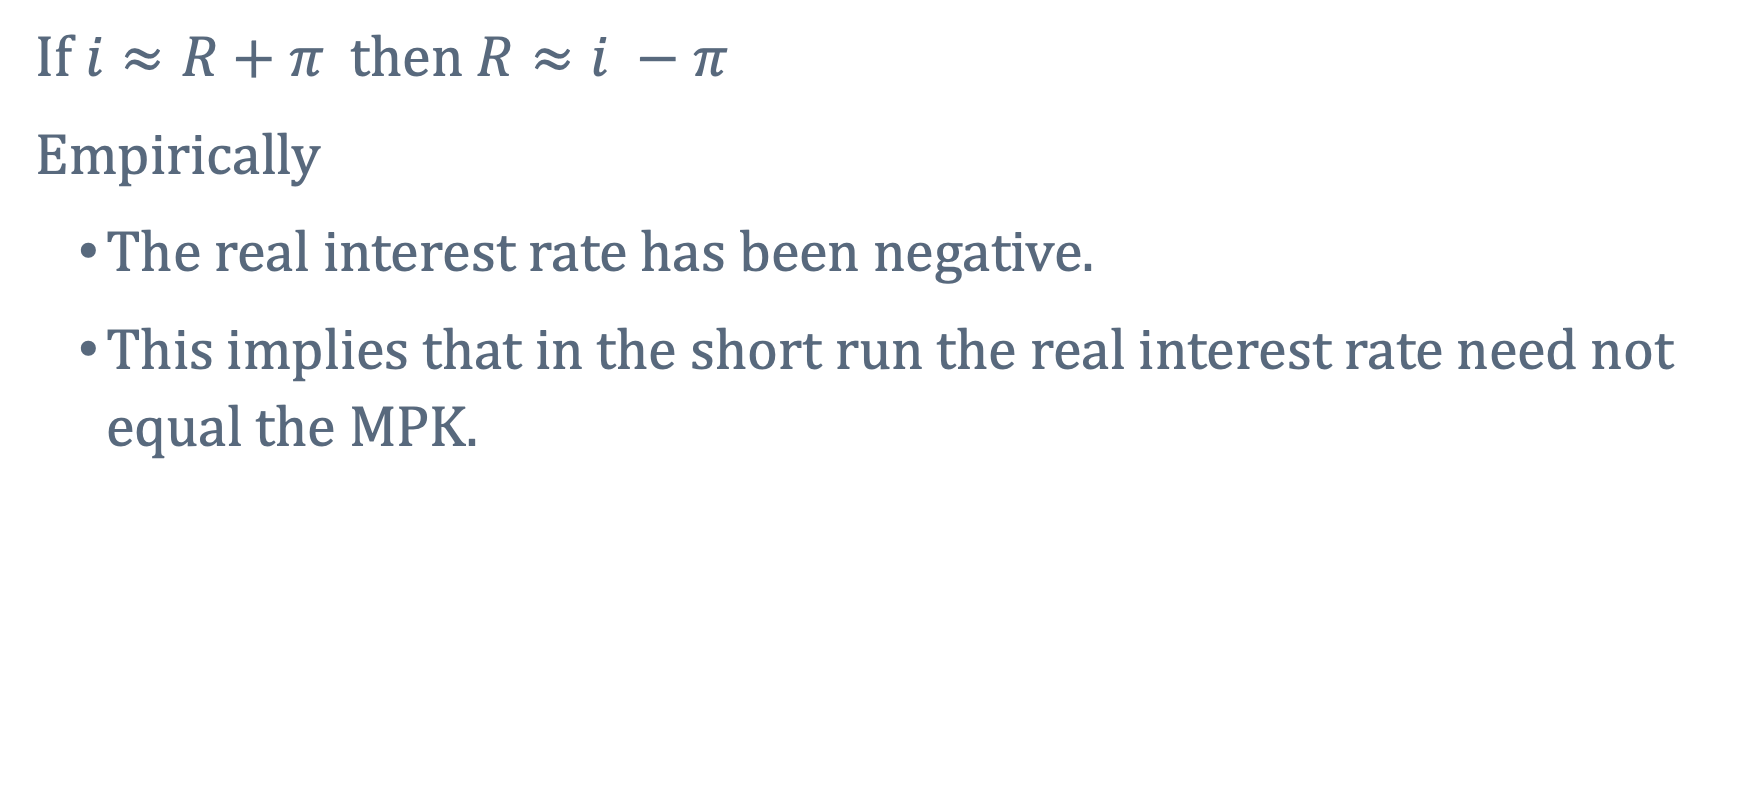 If i ≈ R + π then R ≈ i − π
Empirically
• The real interest rate has been negative.
• This implies that in the short run the real interest rate need not
equal the MPK.